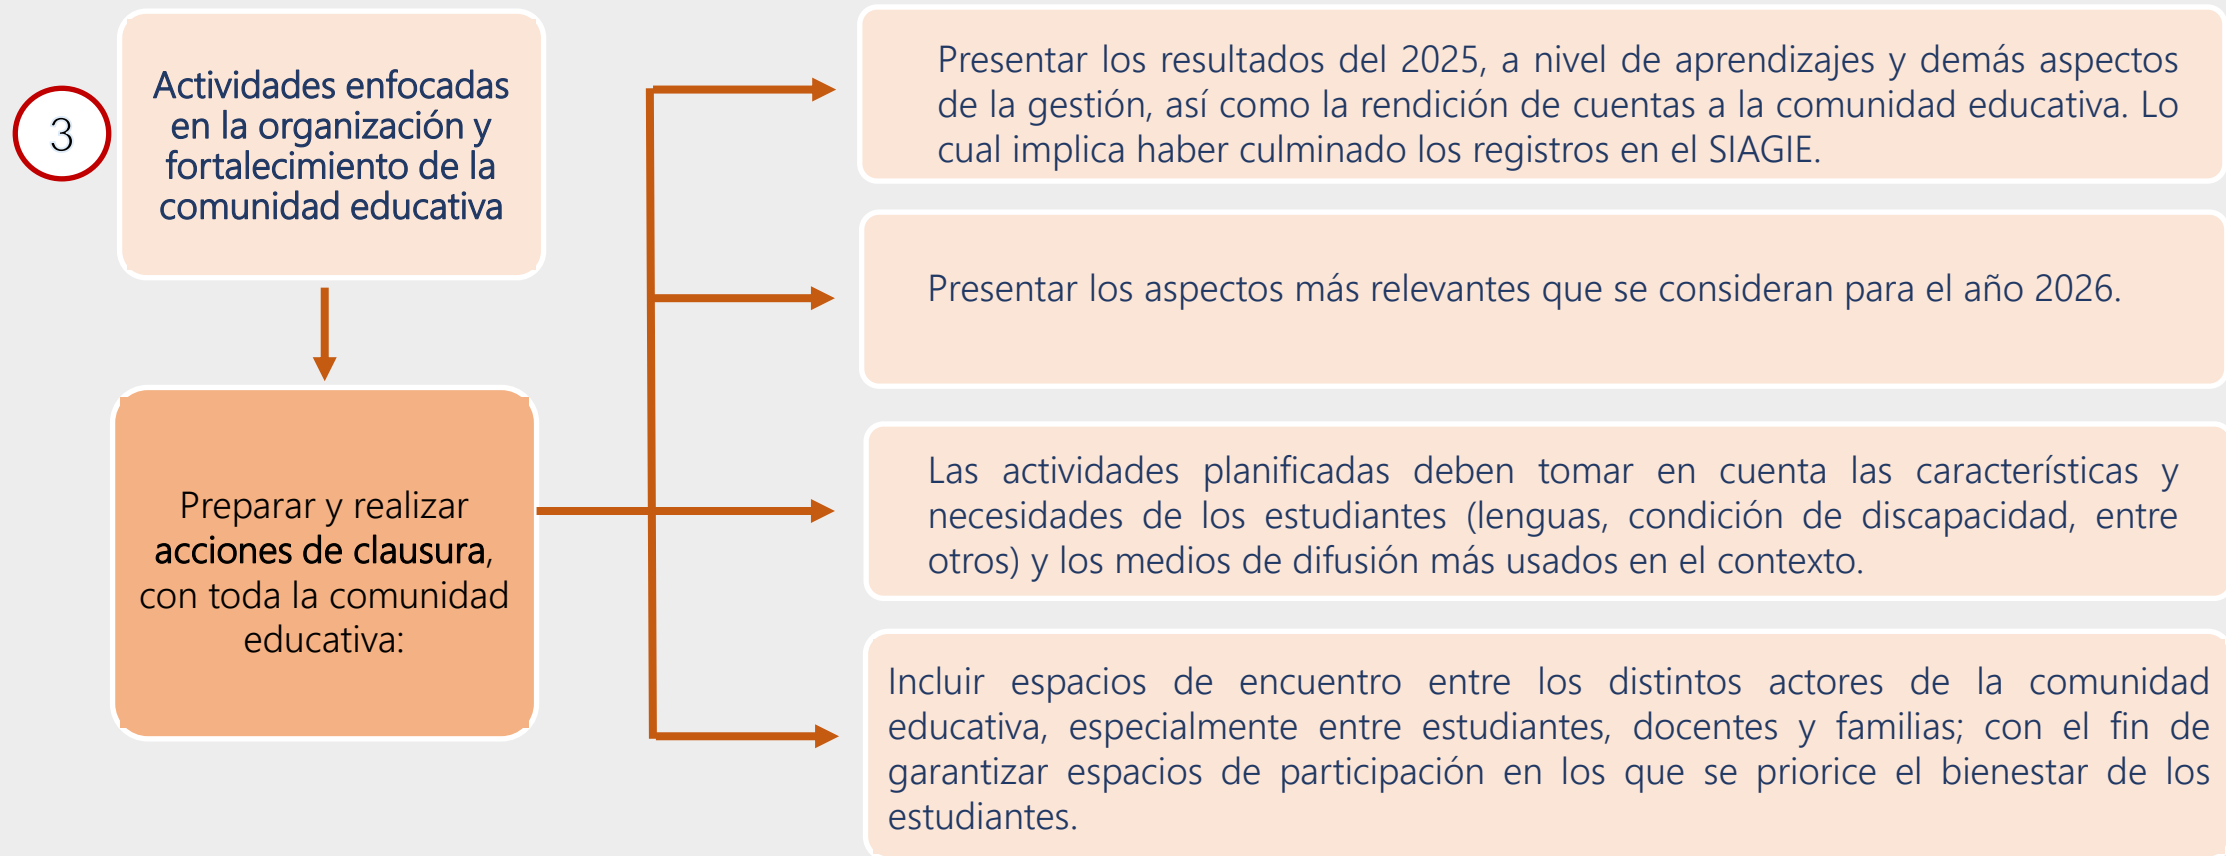 3
Actividades enfocadas
en la organización y
fortalecimiento de la
comunidad educativa
Preparar y realizar
acciones de clausura,
con toda la comunidad
educativa:
Presentar los resultados del 2025, a nivel de aprendizajes y demás aspectos
de la gestión, así como la rendición de cuentas a la comunidad educativa. Lo
cual implica haber culminado los registros en el SIAGIE.
Presentar los aspectos más relevantes que se consideran para el año 2026.
Las actividades planificadas deben tomar en cuenta las características y
necesidades de los estudiantes (lenguas, condición de discapacidad, entre
otros) y los medios de difusión más usados en el contexto.
Incluir espacios de encuentro entre los distintos actores de la comunidad
educativa, especialmente entre estudiantes, docentes y familias; con el fin de
garantizar espacios de participación en los que se priorice el bienestar de los
estudiantes.